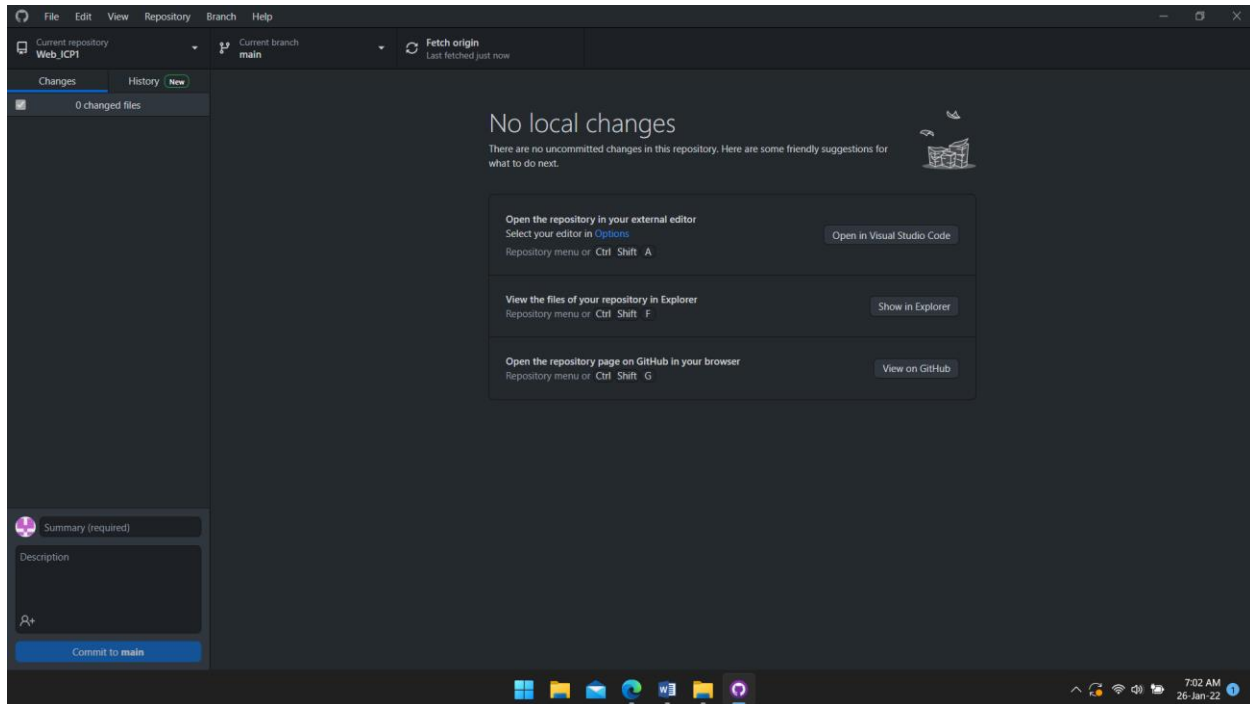 File Edit View Repository Branch Help
Current repository
Web_ICP1
Current branch
main
Fetch origin
Last fetched just now
Changes
History New
0 changed files
No local changes
There are no uncommitted changes in this repository. Here are some friendly suggestions for
what to do next.
Open the repository in your external editor
Select your editor in Options
Repository menu or Ctrl Shift A
Open in Visual Studio Code
View the files of your repository in Explorer
Repository menu or Ctrl Shift F
Show in Explorer
Open the repository page on GitHub in your browser
Repository menu or Ctrl Shift G
View on GitHub
Summary (required)
Description
Commit to main
7:02 AM
26-Jan-22
1